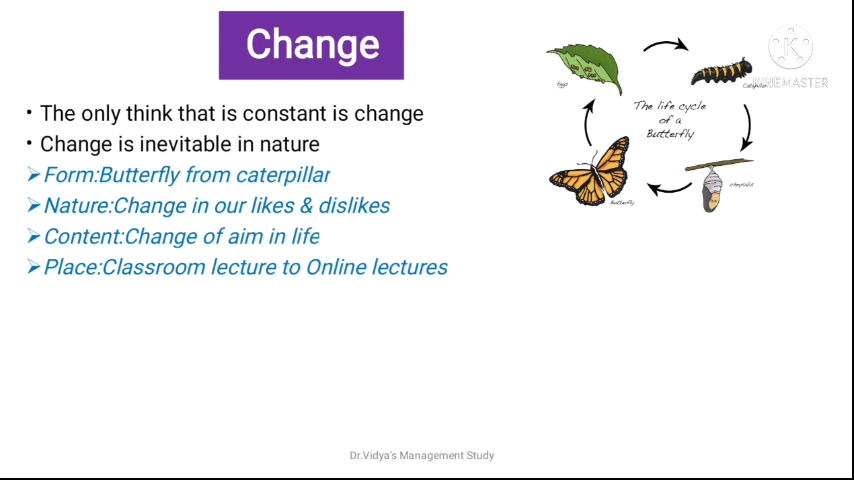 Change
• The only think that is constant is change
• Change is inevitable in nature
➢Form:Butterfly from caterpillar
➢Nature:Change in our likes & dislikes
➢Content:Change of aim in life
➢Place:Classroom lecture to Online lectures
Eggs
Caterpillar
The life cycle
of a
Butterfly
chrysalis
Butterfly
K
KINEMASTER
Dr.Vidya's Management Study